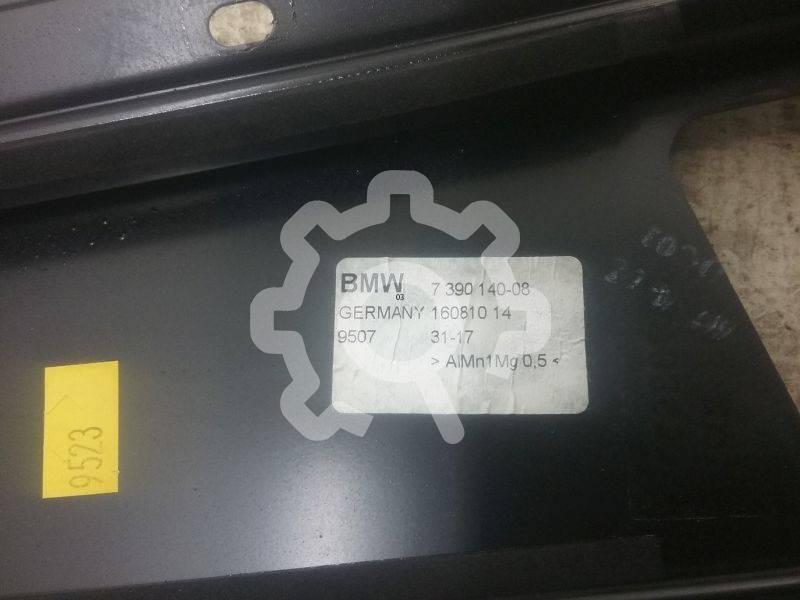 BMW 03 7 390 140-08
GERMANY 160810 14
9507 31-17
> AlMn1Mg 0,5 <
9523